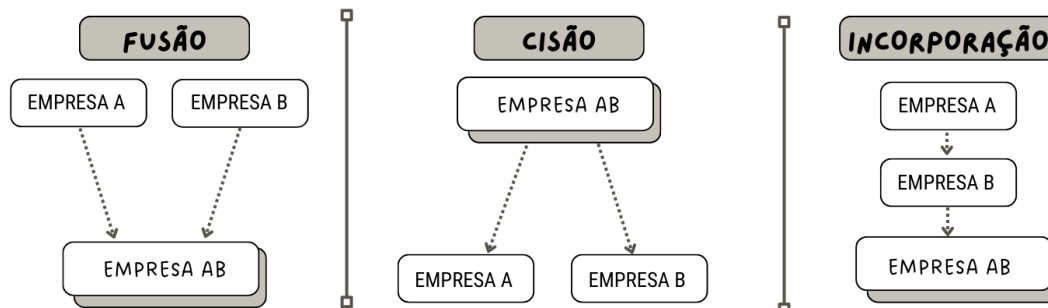 FUSÃO
EMPRESA A
EMPRESA B
EMPRESA AB
CISÃO
EMPRESA AB
EMPRESA A
EMPRESA B
INCORPORAÇÃO
EMPRESA A
EMPRESA B
EMPRESA AB